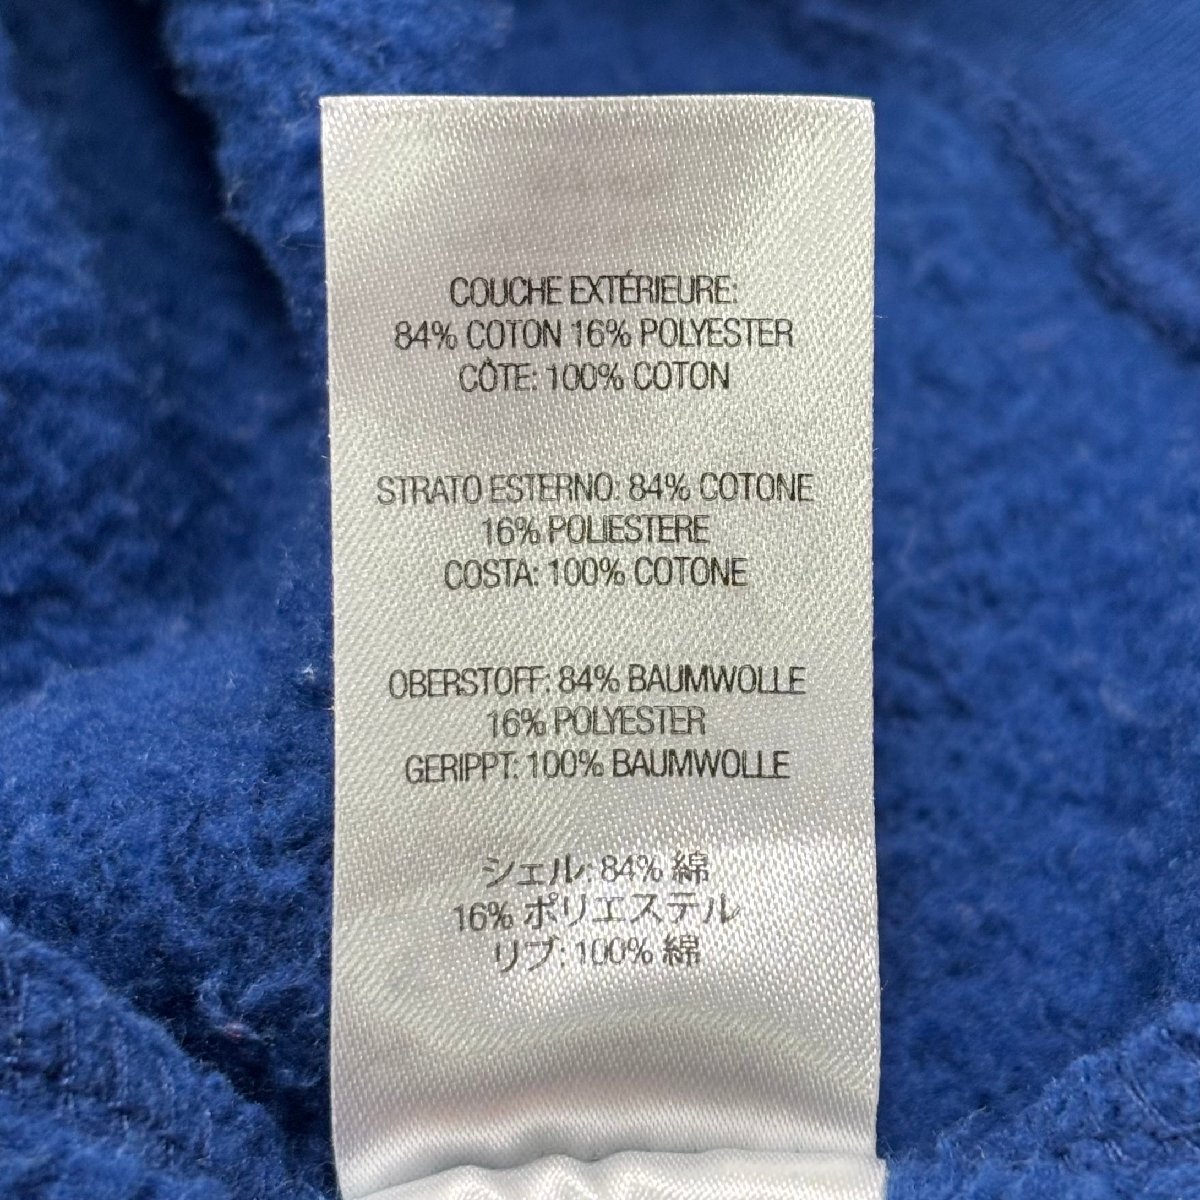 COUCHE EXTÉRIEURE:
84% COTON 16% POLYESTER
CÔTE: 100% COTON
STRATO ESTERNO: 84% COTONE
16% POLIESTERE
COSTA: 100% COTONE
OBERSTOFF: 84% BAUMWOLLE
16% POLYESTER
GERIPPT: 100% BAUMWOLLE
シェル: 84% 綿
16% ポリエステル
リブ: 100% 綿